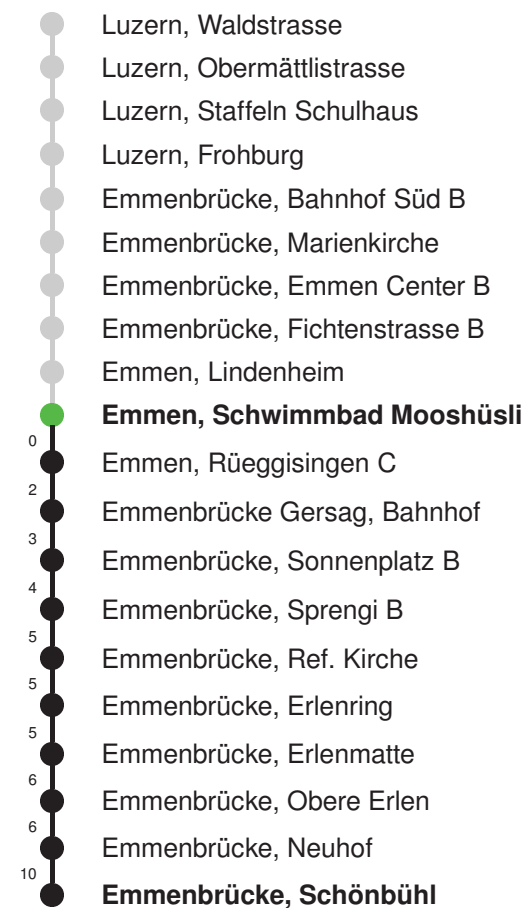 Luzern, Waldstrasse
Luzern, Obermättlistrasse
Luzern, Staffeln Schulhaus
Luzern, Frohburg
Emmenbrücke, Bahnhof Süd B
Emmenbrücke, Marienkirche
Emmenbrücke, Emmen Center B
Emmenbrücke, Fichtenstrasse B
Emmen, Lindenheim
Emmen, Schwimmbad Mooshüsli
0 Emmen, Rüeggisingen C
2 Emmenbrücke Gersag, Bahnhof
3 Emmenbrücke, Sonnenplatz B
4 Emmenbrücke, Sprengi B
5 Emmenbrücke, Ref. Kirche
5 Emmenbrücke, Erlenring
5 Emmenbrücke, Erlenmatte
6 Emmenbrücke, Obere Erlen
6 Emmenbrücke, Neuhof
10 Emmenbrücke, Schönbühl